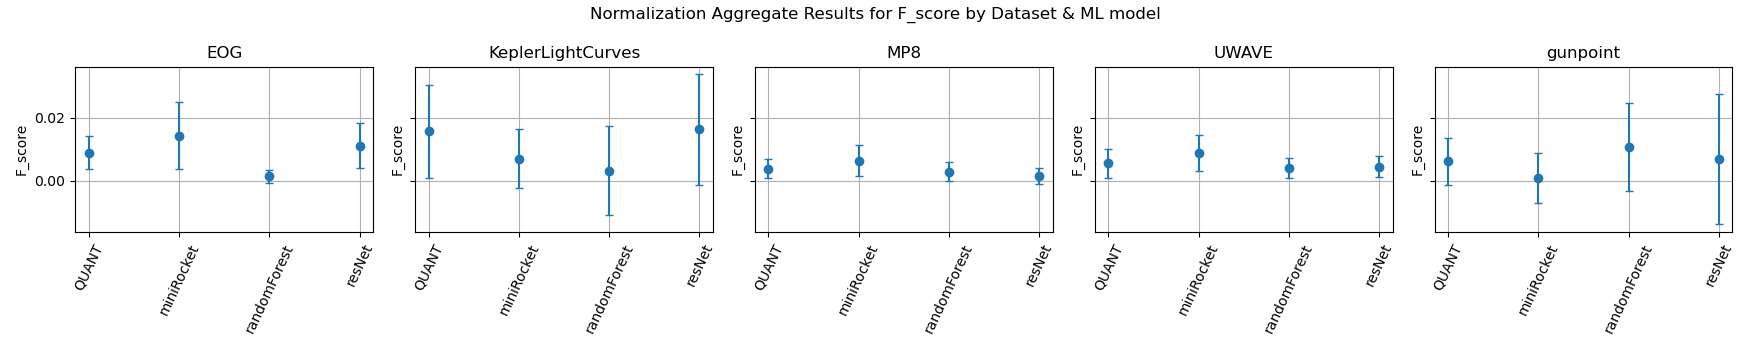 Normalization Aggregate Results for F_score by Dataset & ML model
EOG
KeplerLightCurves
MP8
UWAVE
gunpoint
F_score
0.02
0.00
F_score
F_score
F_score
F_score
QUANT
miniRocket
randomForest
resNet
QUANT
miniRocket
randomForest
resNet
QUANT
miniRocket
randomForest
resNet
QUANT
miniRocket
randomForest
resNet
QUANT
miniRocket
randomForest
resNet